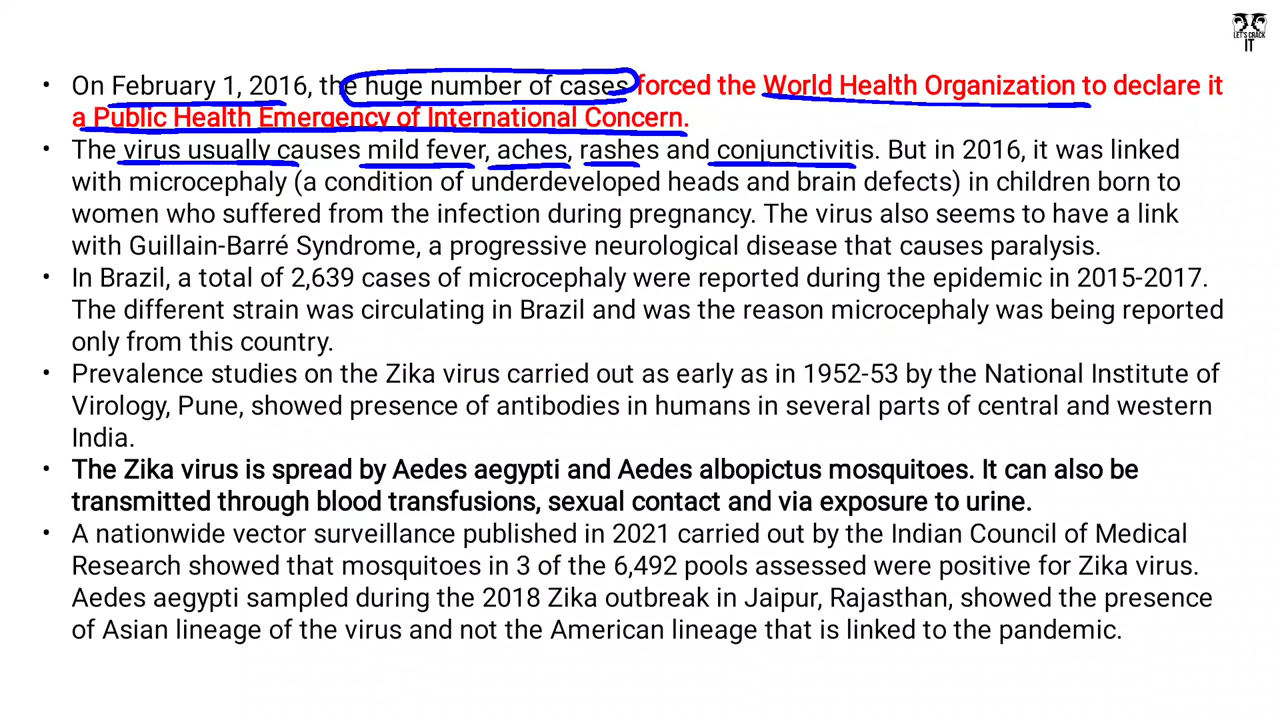 LET'S CRACK
IT
• On February 1, 2016, the huge number of cases forced the World Health Organization to declare it
a Public Health Emergency of International Concern.
• The virus usually causes mild fever, aches, rashes and conjunctivitis. But in 2016, it was linked
with microcephaly (a condition of underdeveloped heads and brain defects) in children born to
women who suffered from the infection during pregnancy. The virus also seems to have a link
with Guillain-Barré Syndrome, a progressive neurological disease that causes paralysis.
• In Brazil, a total of 2,639 cases of microcephaly were reported during the epidemic in 2015-2017.
The different strain was circulating in Brazil and was the reason microcephaly was being reported
only from this country.
• Prevalence studies on the Zika virus carried out as early as in 1952-53 by the National Institute of
Virology, Pune, showed presence of antibodies in humans in several parts of central and western
India.
• The Zika virus is spread by Aedes aegypti and Aedes albopictus mosquitoes. It can also be
transmitted through blood transfusions, sexual contact and via exposure to urine.
• A nationwide vector surveillance published in 2021 carried out by the Indian Council of Medical
Research showed that mosquitoes in 3 of the 6,492 pools assessed were positive for Zika virus.
Aedes aegypti sampled during the 2018 Zika outbreak in Jaipur, Rajasthan, showed the presence
of Asian lineage of the virus and not the American lineage that is linked to the pandemic.